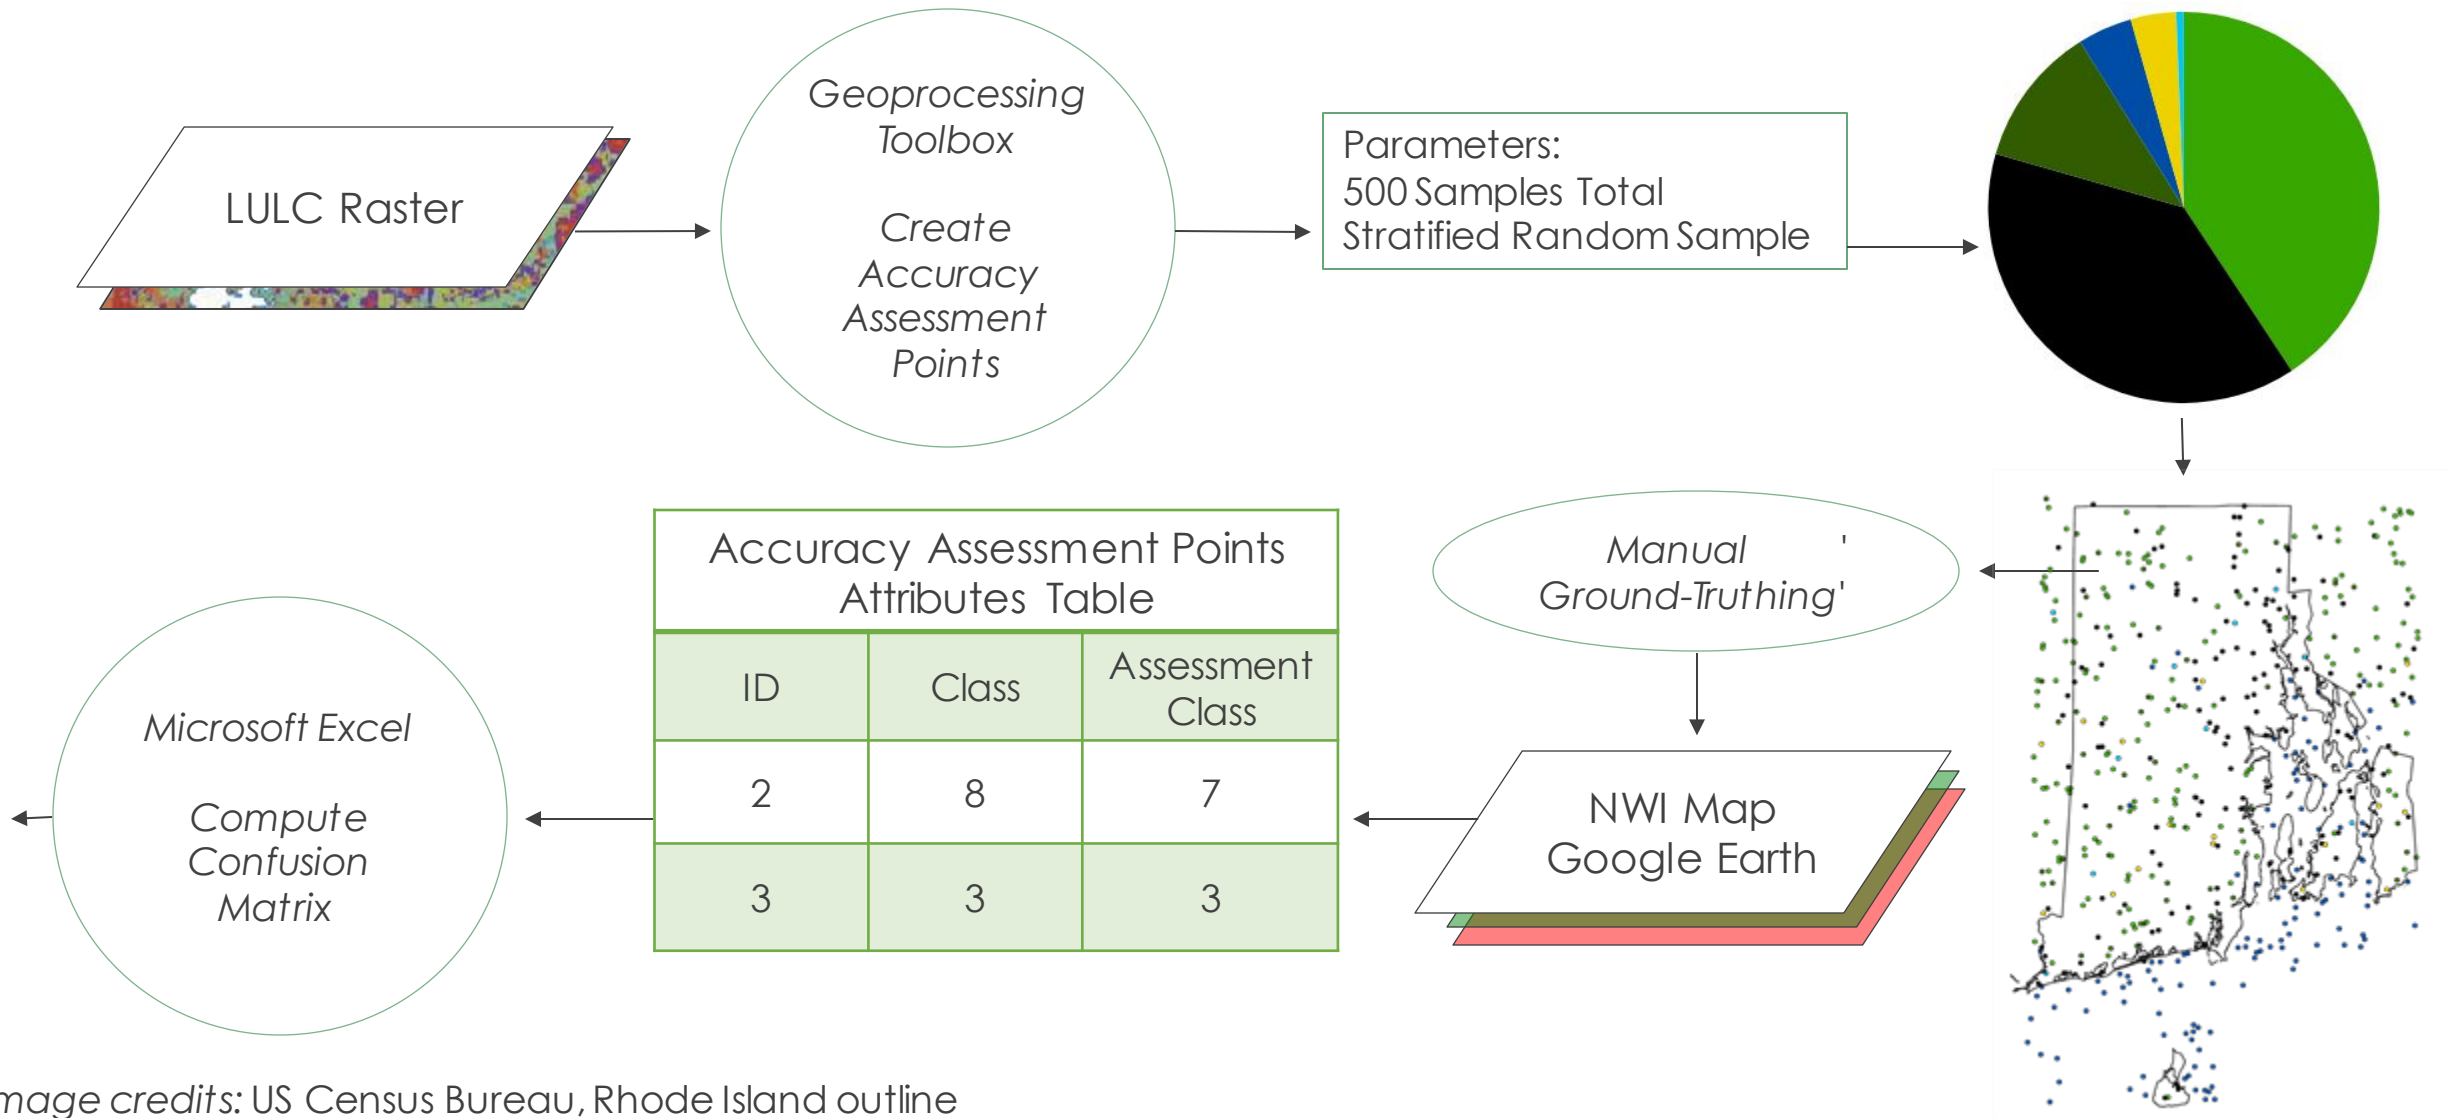 LULC Raster
Geoprocessing
Toolbox
Create
Accuracy
Assessment
Points
Parameters:
500 Samples Total
Stratified Random Sample
Manual '
Ground-Truthing'
NWI Map
Google Earth
Accuracy Assessment Points
Attributes Table
ID Class Assessment
Class
2 8 7
3 3 3
Microsoft Excel
Compute
Confusion
Matrix
mage credits: US Census Bureau, Rhode Island outline